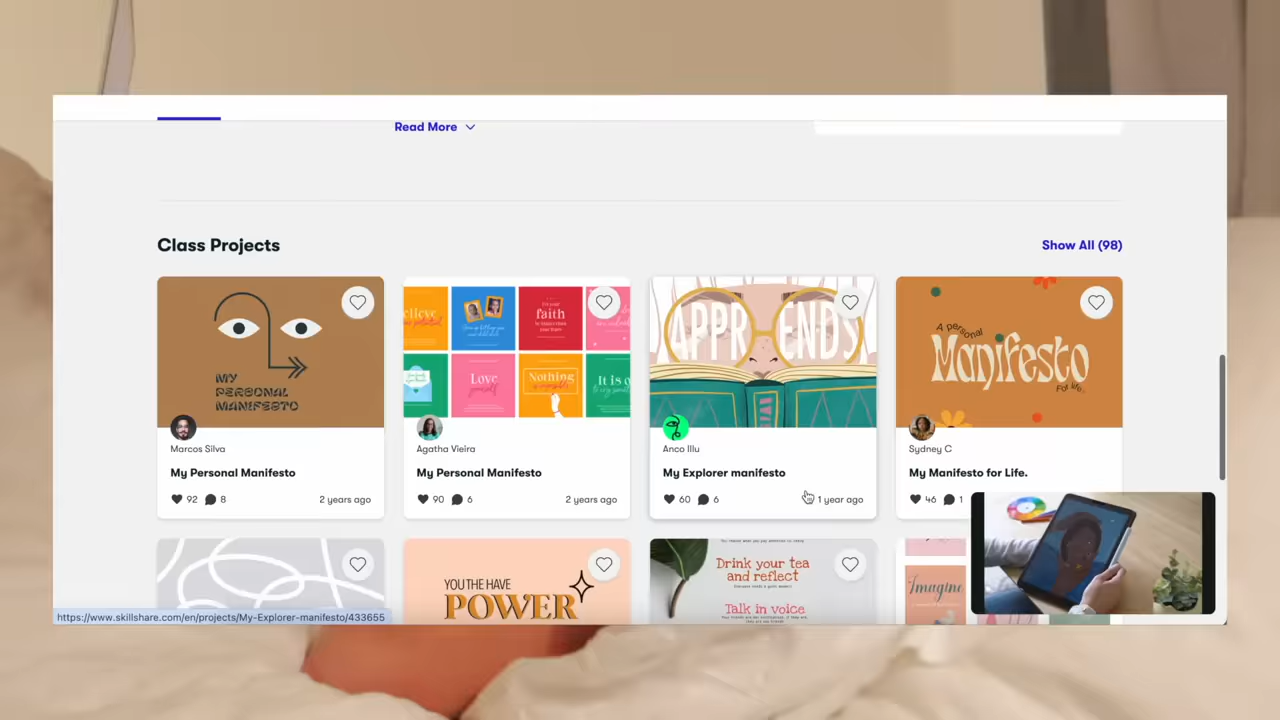 Read More
Class Projects
Show All (98)
MY
PERSONAL
MANIFESTO
Marcos Silva
My Personal Manifesto
92
8
2 years ago
faith
Love
yourself
Nothing
It is o
Agatha Vieira
My Personal Manifesto
90
6
2 years ago
APPR ENDS
Anco Illu
My Explorer manifesto
60
6
1 year ago
A personal
Manifesto
For life.
Sydney C
My Manifesto for Life.
46
1
YOU THE HAVE
POWER
Drink your tea
and reflect
Talk in voice
Imagine
https://www.skillshare.com/en/projects/My-Explorer-manifesto/433655